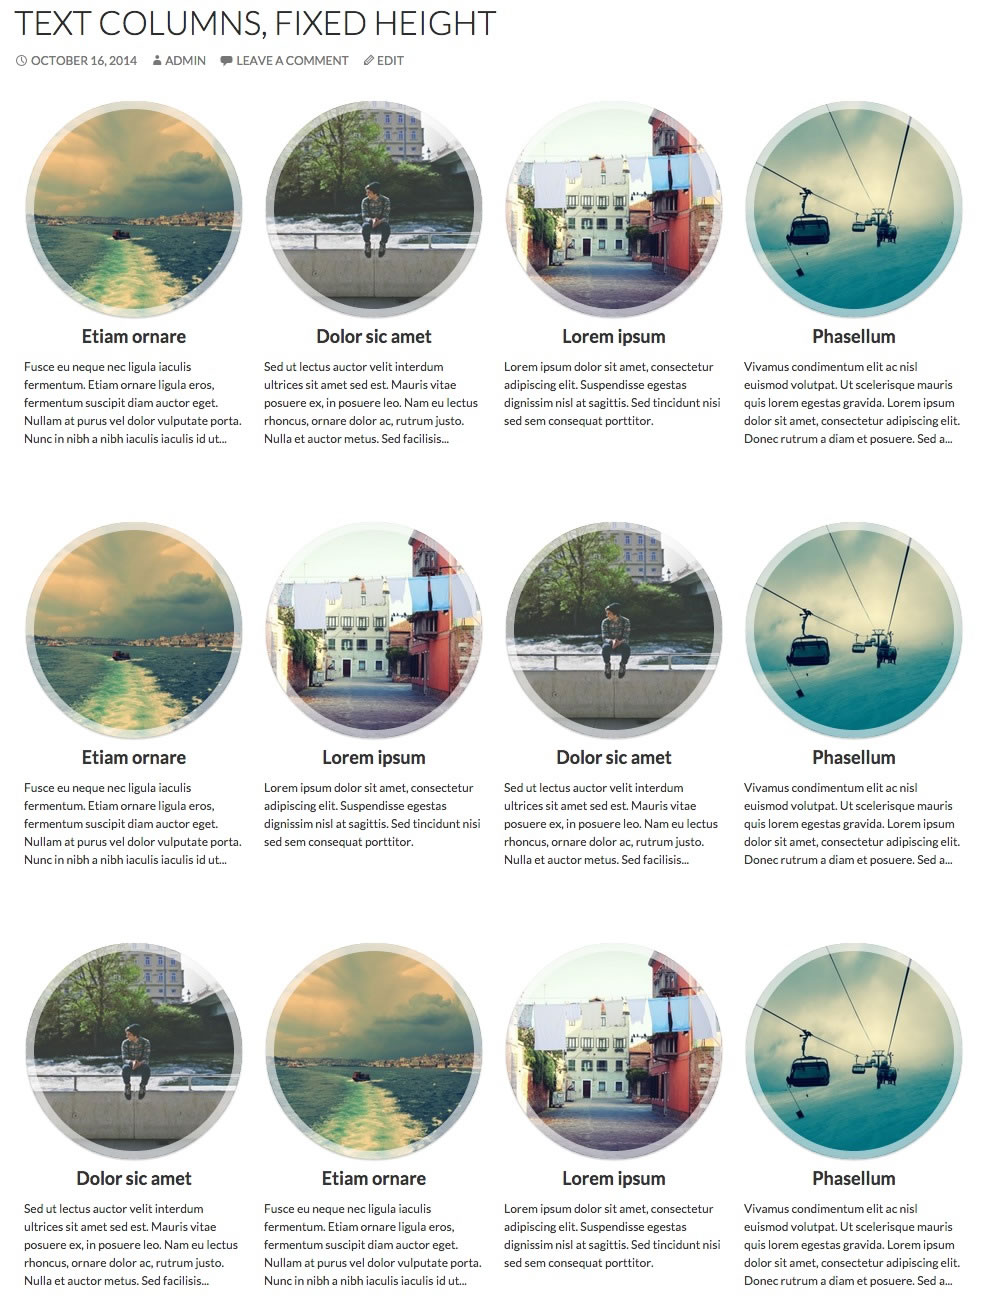 TEXT COLUMNS, FIXED HEIGHT
OCTOBER 16, 2014 ADMIN LEAVE A COMMENT EDIT
Etiam ornare
Fusce eu neque nec ligula iaculis
fermentum. Etiam ornare ligula eros,
fermentum suscipit diam auctor eget.
Nullam at purus vel dolor vulputate porta.
Nunc in nibh a nibh iaculis iaculis id ut...
Dolor sic amet
Sed ut lectus auctor velit interdum
ultrices sit amet sed est. Mauris vitae
posuere ex, in posuere leo. Nam eu lectus
rhoncus, ornare dolor ac, rutrum justo.
Nulla et auctor metus. Sed facilisis...
Lorem ipsum
Lorem ipsum dolor sit amet, consectetur
adipiscing elit. Suspendisse egestas
dignissim nisl at sagittis. Sed tincidunt nisi
sed sem consequat porttitor.
Phasellum
Vivamus condimentum elit ac nisl
euismod volutpat. Ut scelerisque mauris
quis lorem egestas gravida. Lorem ipsum
dolor sit amet, consectetur adipiscing elit.
Donec rutrum a diam et posuere. Sed a...
Etiam ornare
Fusce eu neque nec ligula iaculis
fermentum. Etiam ornare ligula eros,
fermentum suscipit diam auctor eget.
Nullam at purus vel dolor vulputate porta.
Nunc in nibh a nibh iaculis iaculis id ut...
Lorem ipsum
Lorem ipsum dolor sit amet, consectetur
adipiscing elit. Suspendisse egestas
dignissim nisl at sagittis. Sed tincidunt nisi
sed sem consequat porttitor.
Dolor sic amet
Sed ut lectus auctor velit interdum
ultrices sit amet sed est. Mauris vitae
posuere ex, in posuere leo. Nam eu lectus
rhoncus, ornare dolor ac, rutrum justo.
Nulla et auctor metus. Sed facilisis...
Phasellum
Vivamus condimentum elit ac nisl
euismod volutpat. Ut scelerisque mauris
quis lorem egestas gravida. Lorem ipsum
dolor sit amet, consectetur adipiscing elit.
Donec rutrum a diam et posuere. Sed a...
Dolor sic amet
Sed ut lectus auctor velit interdum
ultrices sit amet sed est. Mauris vitae
posuere ex, in posuere leo. Nam eu lectus
rhoncus, ornare dolor ac, rutrum justo.
Nulla et auctor metus. Sed facilisis...
Etiam ornare
Fusce eu neque nec ligula iaculis
fermentum. Etiam ornare ligula eros,
fermentum suscipit diam auctor eget.
Nullam at purus vel dolor vulputate porta.
Nunc in nibh a nibh iaculis iaculis id ut...
Lorem ipsum
Lorem ipsum dolor sit amet, consectetur
adipiscing elit. Suspendisse egestas
dignissim nisl at sagittis. Sed tincidunt nisi
sed sem consequat porttitor.
Phasellum
Vivamus condimentum elit ac nisl
euismod volutpat. Ut scelerisque mauris
quis lorem egestas gravida. Lorem ipsum
dolor sit amet, consectetur adipiscing elit.
Donec rutrum a diam et posuere. Sed a...